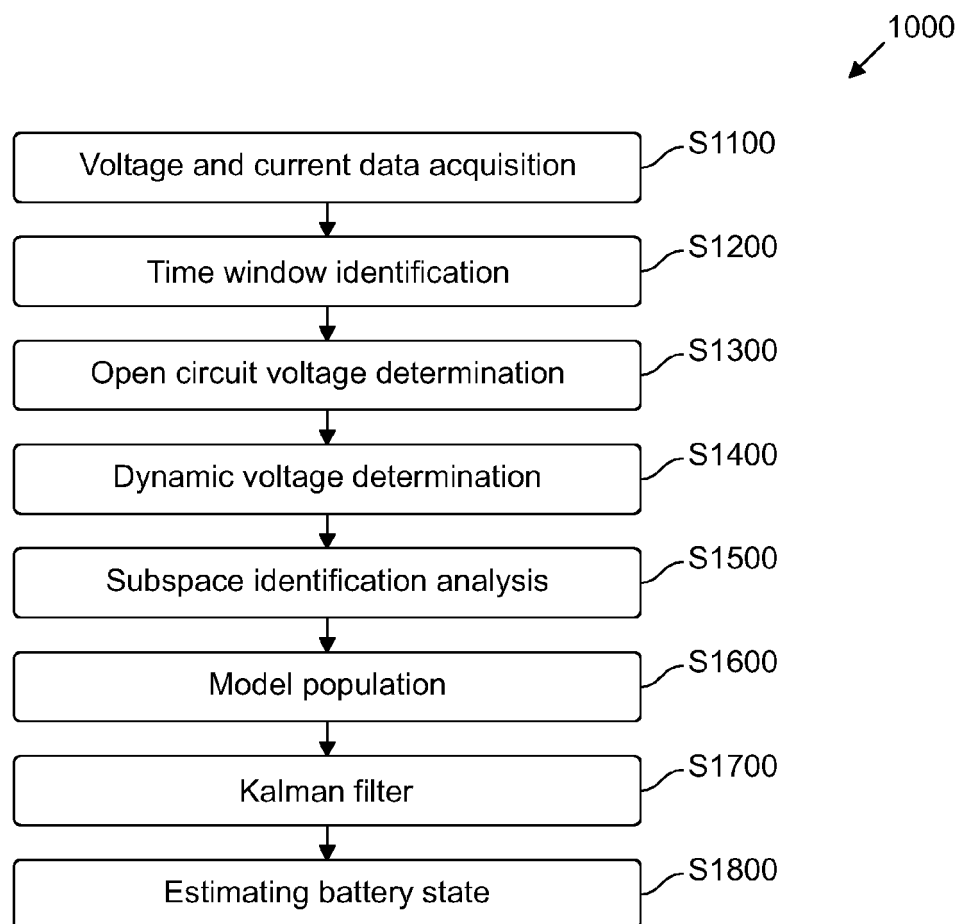 1000
Voltage and current data acquisition S1100
Time window identification S1200
Open circuit voltage determination S1300
Dynamic voltage determination S1400
Subspace identification analysis S1500
Model population S1600
Kalman filter S1700
Estimating battery state S1800